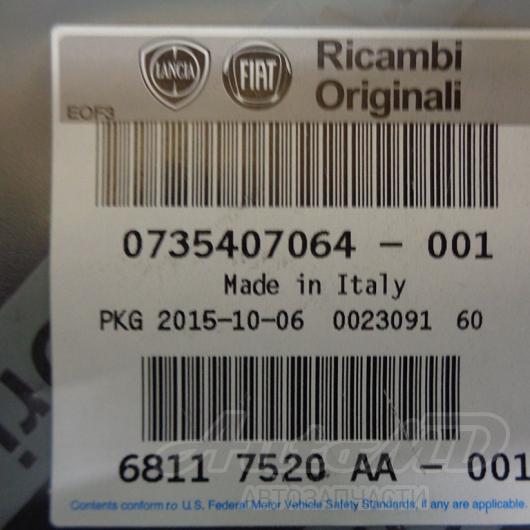 LANCIA FIAT Ricambi
Originali
EOF3
0735407064 - 001
Made in Italy
PKG 2015-10-06 0023091 60
6811 7520 AA - 001
АВТОЗАПЧАСТИ
Contents conform to U.S. Federal Motor Vehicle Safety Standards, if any are applicable